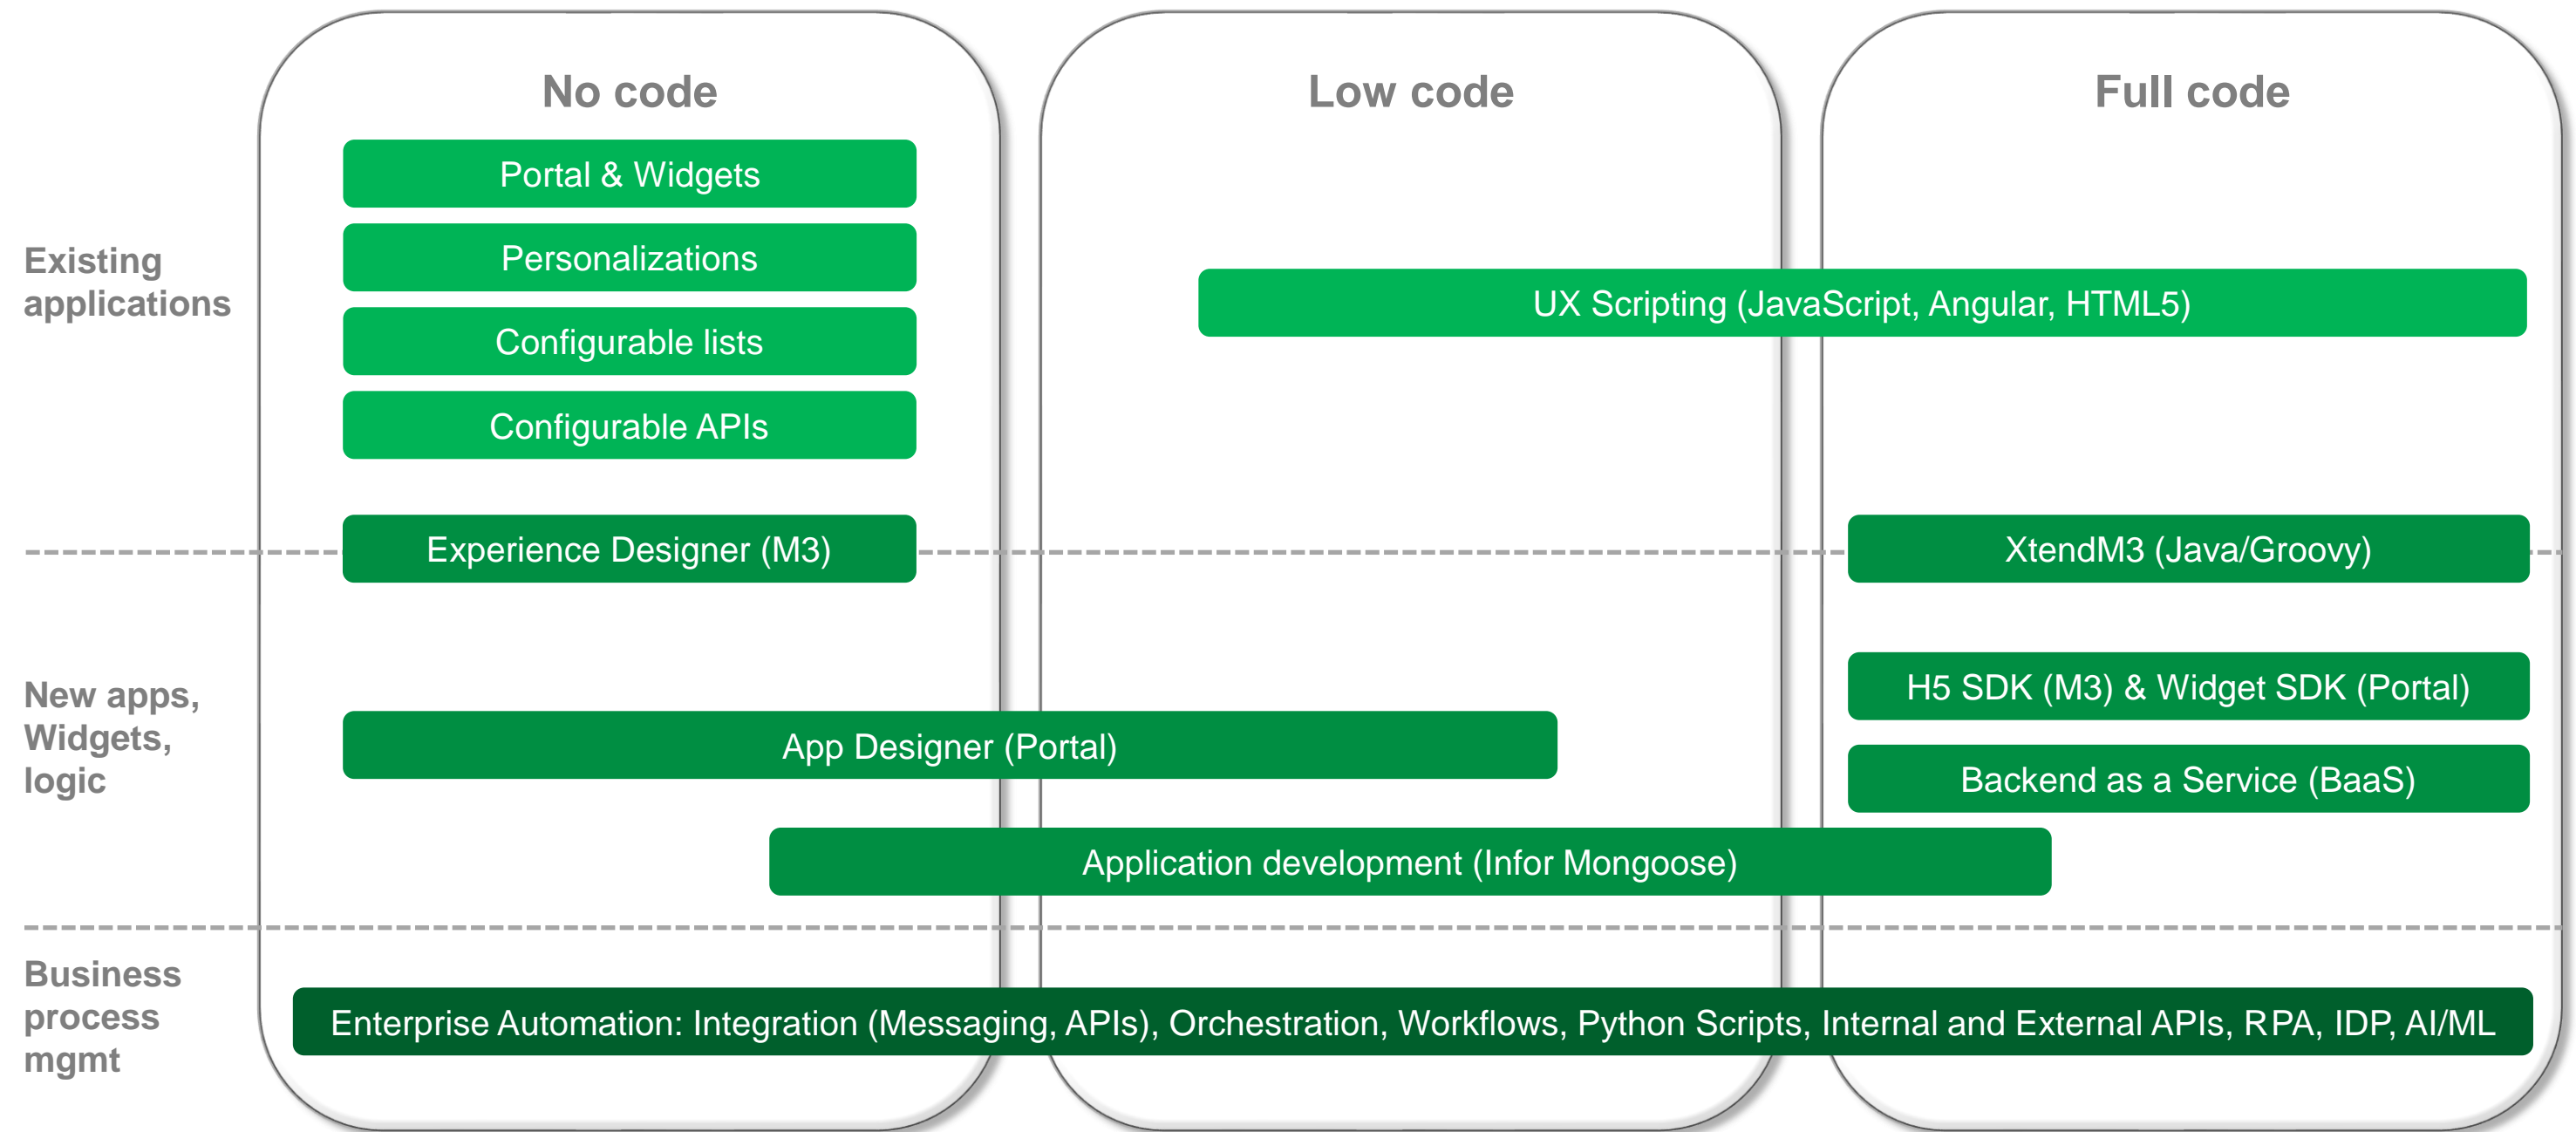 No code
Low code
Full code
Existing
applications
Portal & Widgets
Personalizations
Configurable lists
Configurable APIs
UX Scripting (JavaScript, Angular, HTML5)
Experience Designer (M3)
XtendM3 (Java/Groovy)
New apps,
Widgets,
logic
H5 SDK (M3) & Widget SDK (Portal)
App Designer (Portal)
Backend as a Service (BaaS)
Application development (Infor Mongoose)
Business
process
mgmt
Enterprise Automation: Integration (Messaging, APIs), Orchestration, Workflows, Python Scripts, Internal and External APIs, RPA, IDP, AI/ML